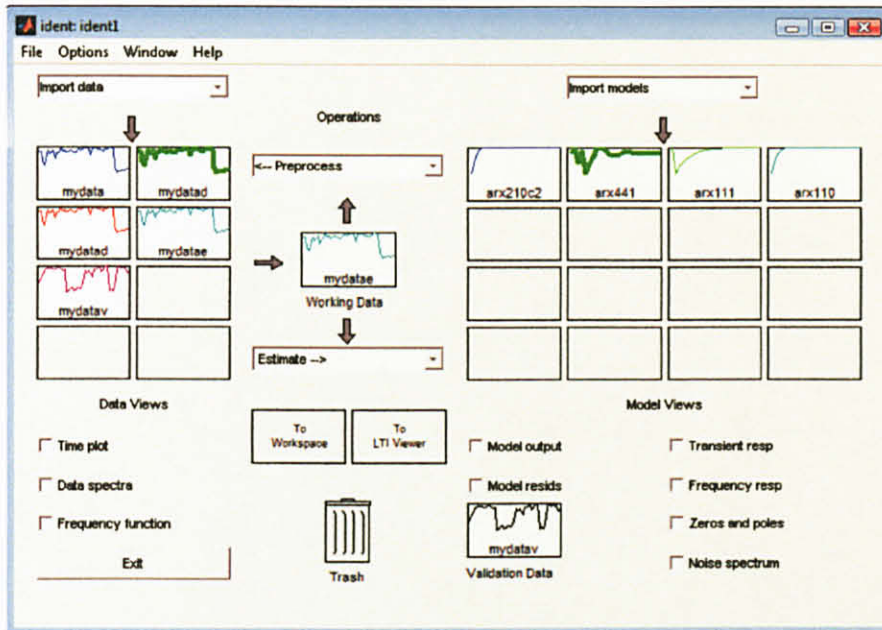 ident: ident1
File Options Window Help
Import data
Import models
Operations
<-- Preprocess
mydata
mydatad
arx210c2
arx441
arx111
arx110
mydatad
mydatae
mydatae
Working Data
mydatav
Estimate -->
Data Views
Model Views
To Workspace
To LTI Viewer
Time plot
Model output
Transient resp
Data spectra
Model resids
Frequency resp
Frequency function
Zeros and poles
mydatav
Exit
Trash
Validation Data
Noise spectrum